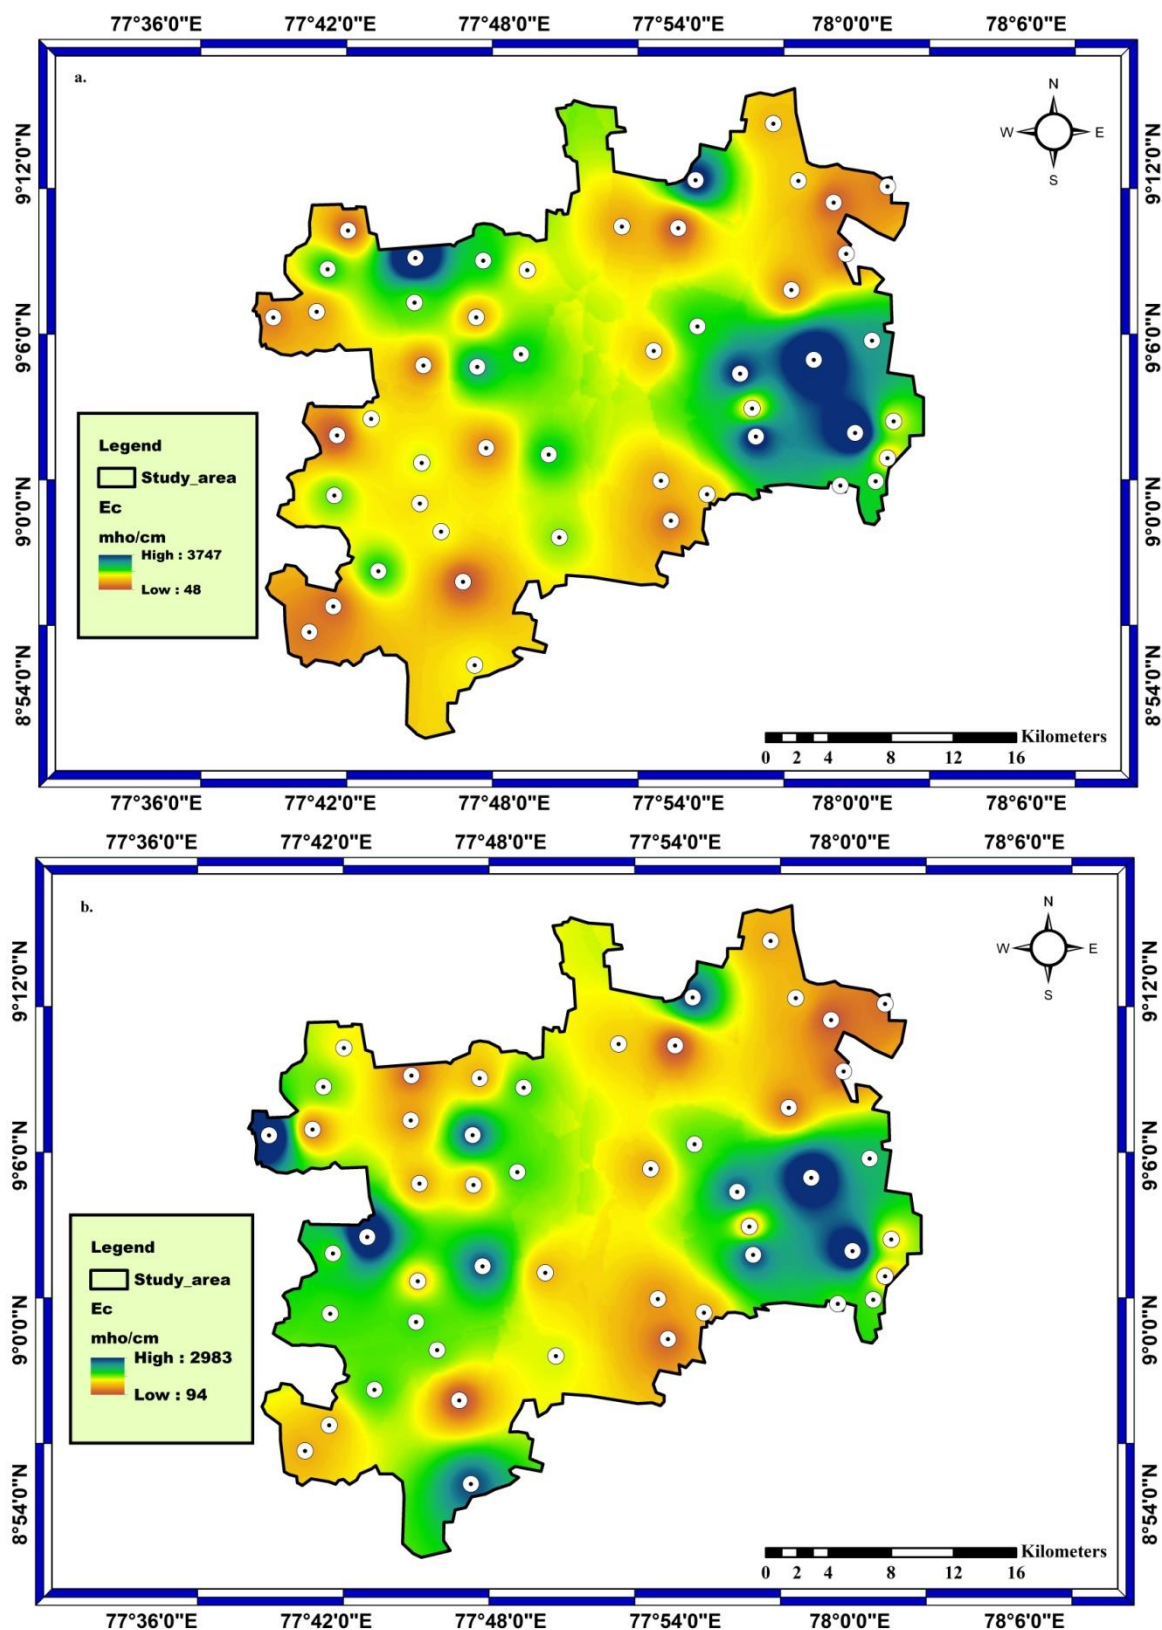 77°36'0"E 77°42'0"E 77°48'0"E 77°54'0"E 78°0'0"E 78°6'0"E
a.
N
W E
S
9°12'0"N 9°12'0"N
9°6'0"N 9°6'0"N
9°0'0"N 9°0'0"N
8°54'0"N 8°54'0"N
Legend
Study_area
Ec
mho/cm
High : 3747
Low : 48
Kilometers
0 2 4 8 12 16
77°36'0"E 77°42'0"E 77°48'0"E 77°54'0"E 78°0'0"E 78°6'0"E
77°36'0"E 77°42'0"E 77°48'0"E 77°54'0"E 78°0'0"E 78°6'0"E
b.
N
W E
S
9°12'0"N 9°12'0"N
9°6'0"N 9°6'0"N
9°0'0"N 9°0'0"N
8°54'0"N 8°54'0"N
Legend
Study_area
Ec
mho/cm
High : 2983
Low : 94
Kilometers
0 2 4 8 12 16
77°36'0"E 77°42'0"E 77°48'0"E 77°54'0"E 78°0'0"E 78°6'0"E